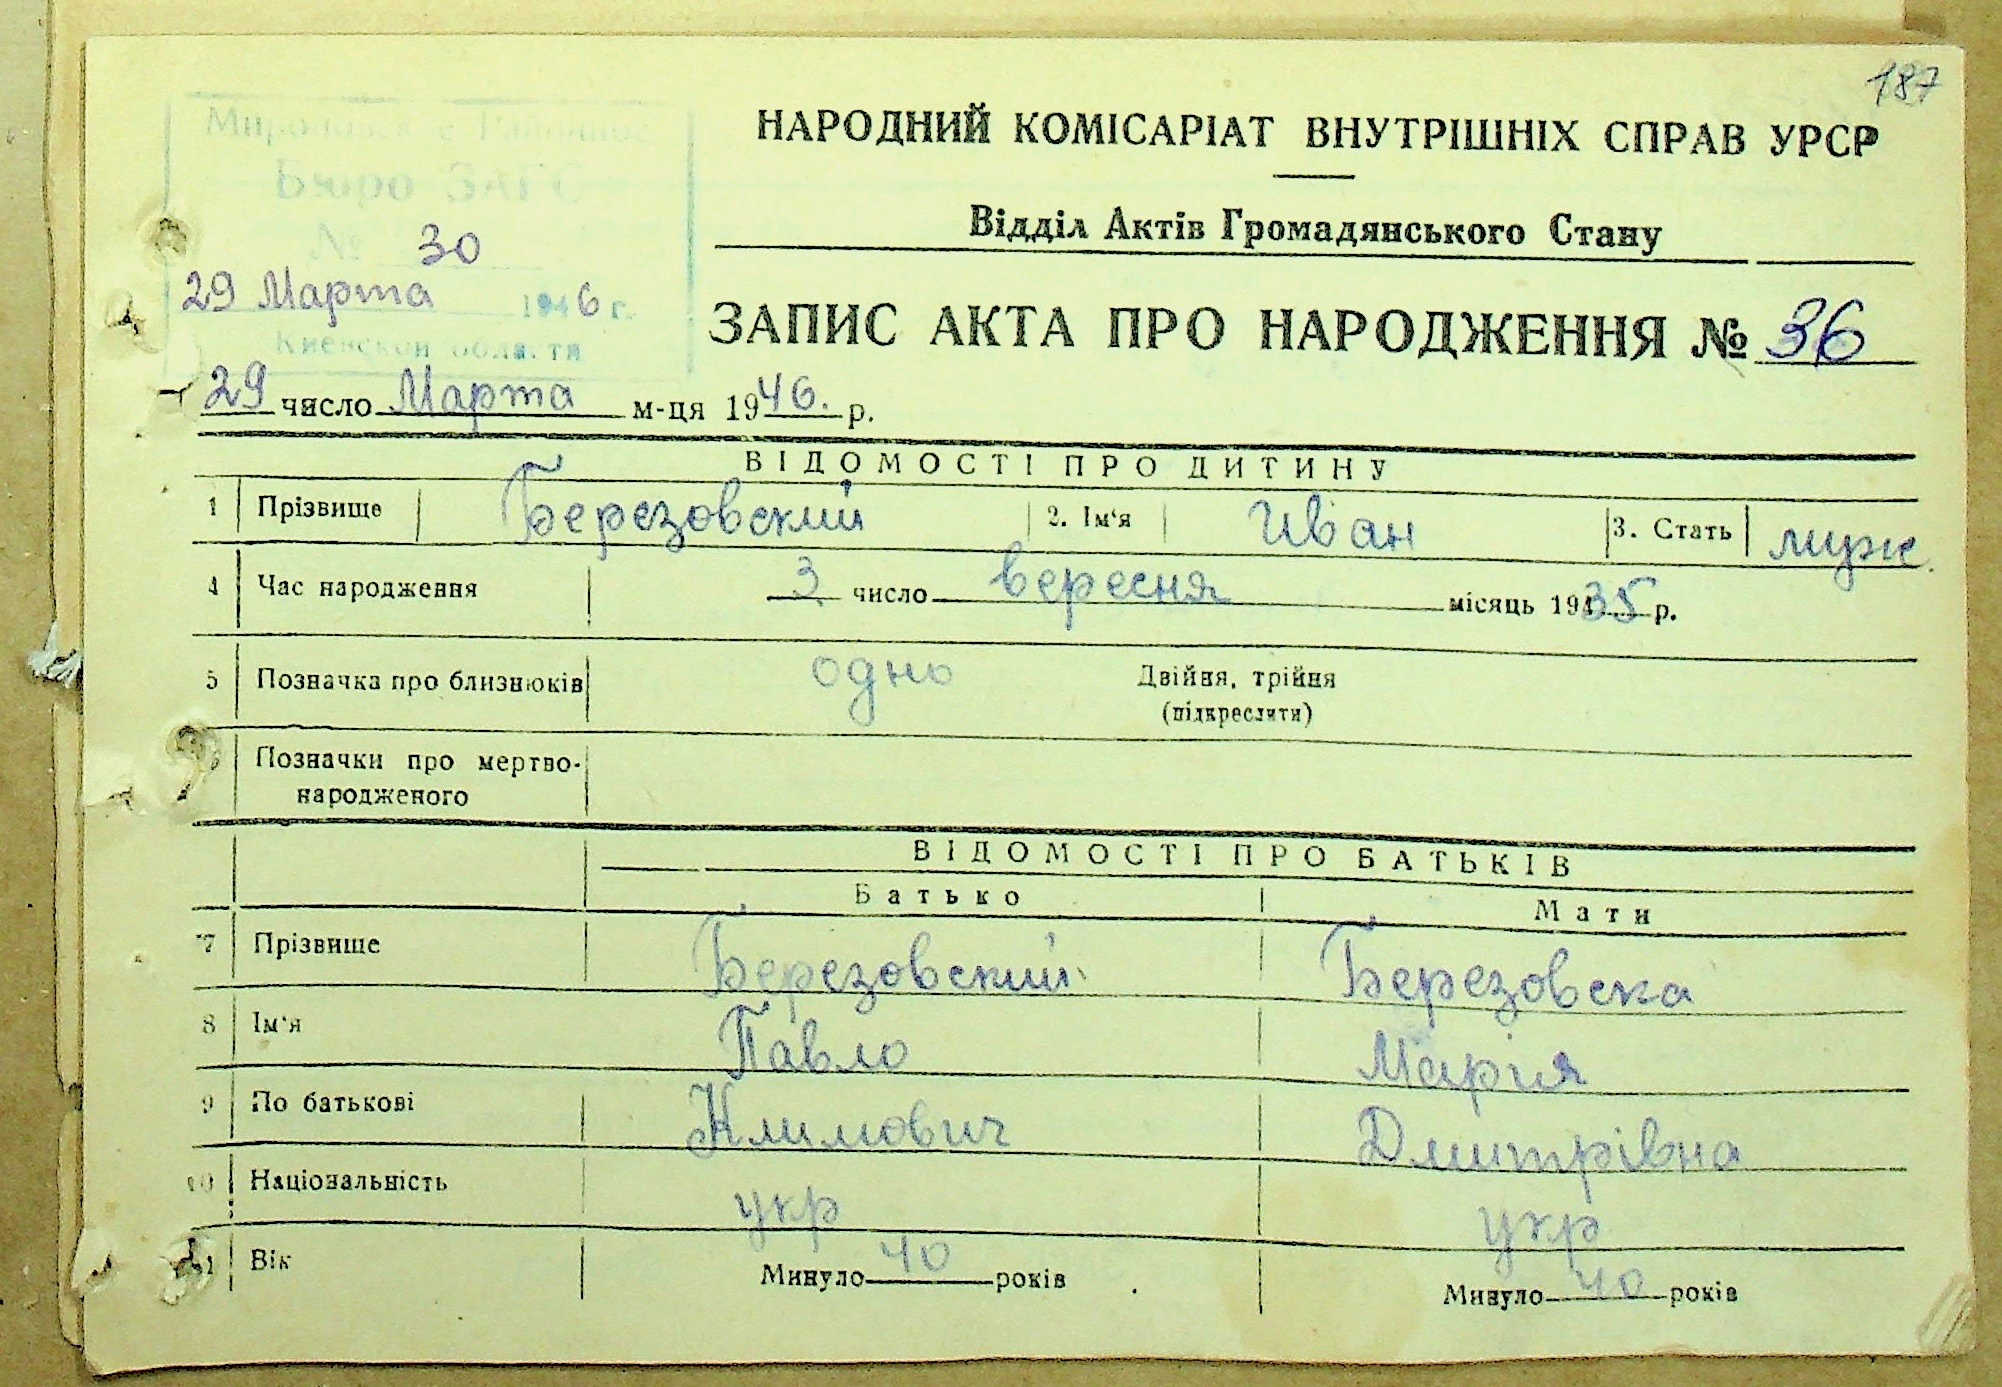 187
НАРОДНИЙ КОМІСАРІАТ ВНУТРІШНІХ СПРАВ УРСР
Бюро ЗАГС
Відділ Актів Громадянського Стану
№ 30
29 Марта 1946 г.
Киевской области
ЗАПИС АКТА ПРО НАРОДЖЕННЯ № 36
29 число Марта м-ця 1946. р.
ВІДОМОСТІ ПРО ДИТИНУ
1 Прізвище Березовский 2. Ім'я Иван 3. Стать муж.
4 Час народження 3 число вересня місяць 1935 р.
5 Позначка про близнюків одно Двійня, трійня
(підкреслити)
6 Позначки про мертво-
народженого
ВІДОМОСТІ ПРО БАТЬКІВ
Батько Мати
7 Прізвище Березовский Березовска
8 Ім'я Павло Марія
9 По батькові Климович Дмитрівна
10 Національність укр укр
11 Вік Минуло 40 років Минуло 40 років